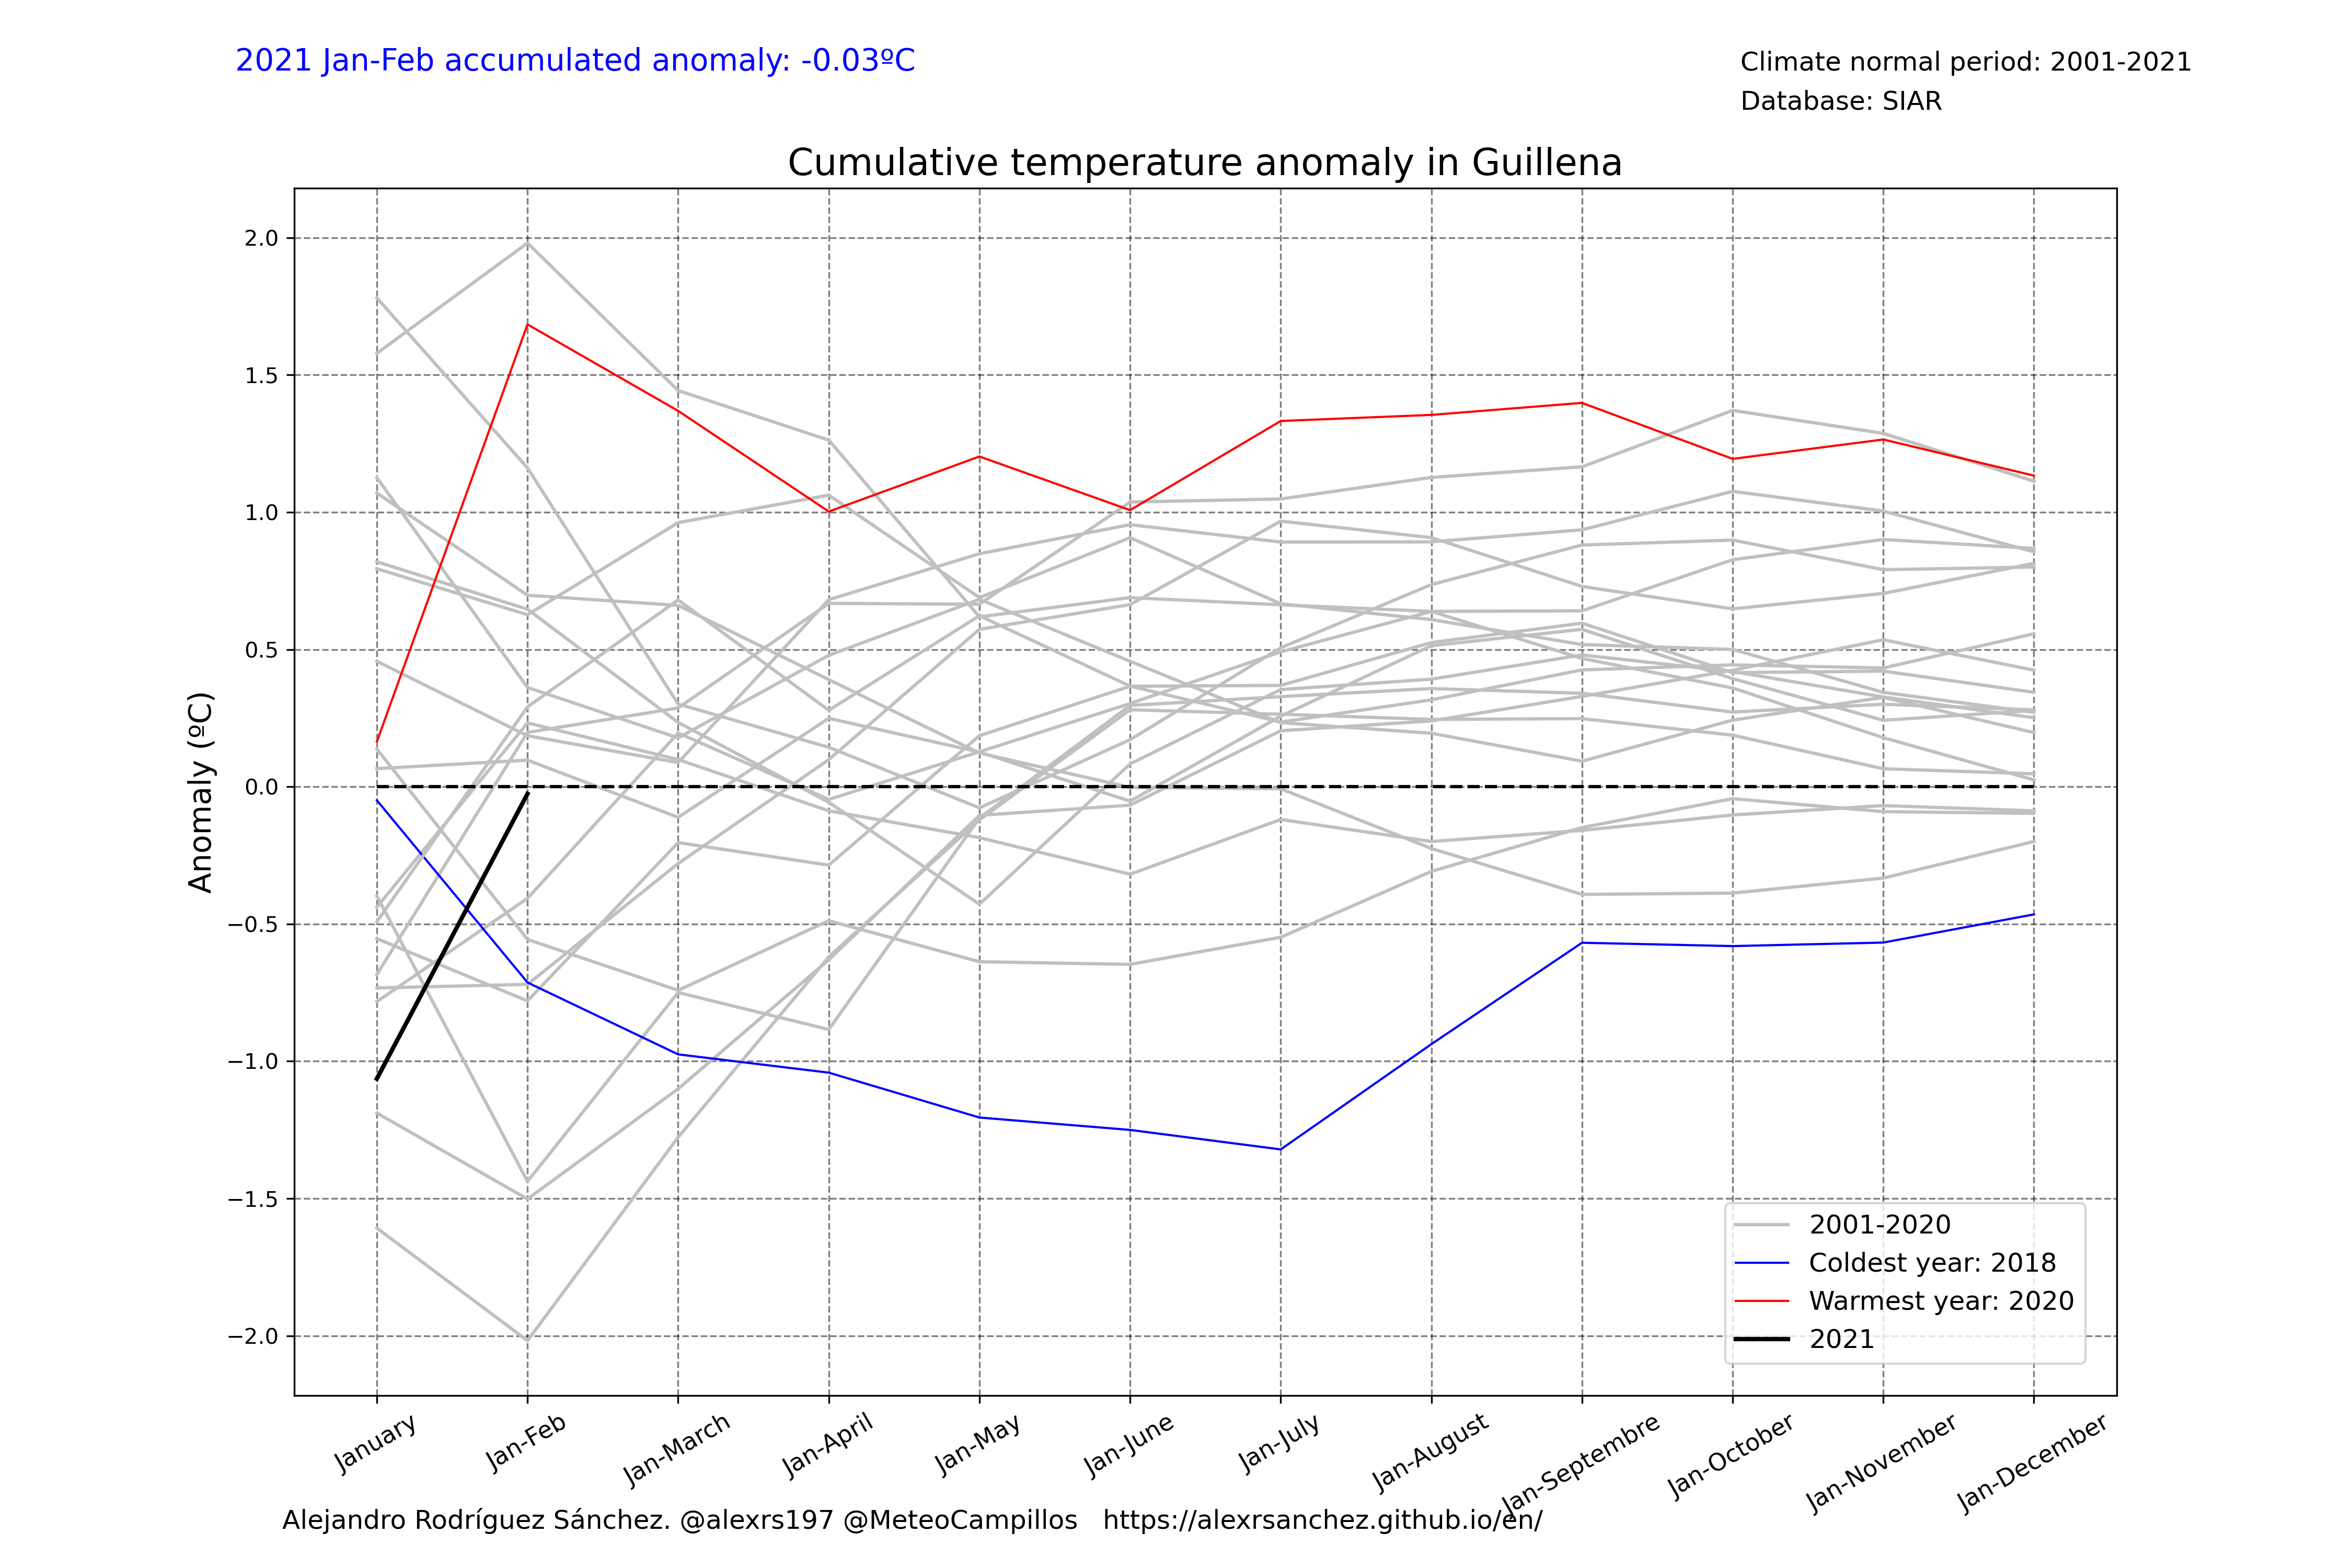 2021 Jan-Feb accumulated anomaly: -0.03ºC
Climate normal period: 2001-2021
Database: SIAR
Cumulative temperature anomaly in Guillena
Anomaly (ºC)
2.0
1.5
1.0
0.5
0.0
−0.5
−1.0
−1.5
−2.0
2001-2020
Coldest year: 2018
Warmest year: 2020
2021
January
Jan-Feb
Jan-March
Jan-April
Jan-May
Jan-June
Jan-July
Jan-August
Jan-Septembre
Jan-October
Jan-November
Jan-December
Alejandro Rodríguez Sánchez. @alexrs197 @MeteoCampillos https://alexrsanchez.github.io/en/